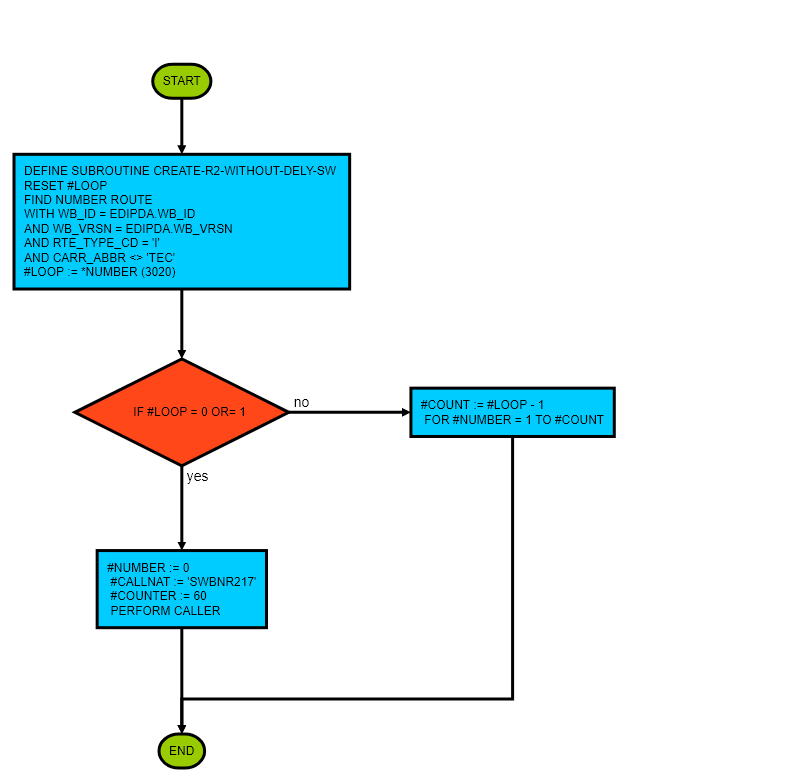 START
DEFINE SUBROUTINE CREATE-R2-WITHOUT-DELY-SW
RESET #LOOP
FIND NUMBER ROUTE
WITH WB_ID = EDIPDA.WB_ID
AND WB_VRSN = EDIPDA.WB_VRSN
AND RTE_TYPE_CD = 'I'
AND CARR_ABBR <> 'TEC'
#LOOP := *NUMBER (3020)
IF #LOOP = 0 OR= 1
no
#COUNT := #LOOP - 1
FOR #NUMBER = 1 TO #COUNT
yes
#NUMBER := 0
#CALLNAT := 'SWBNR217'
#COUNTER := 60
PERFORM CALLER
END